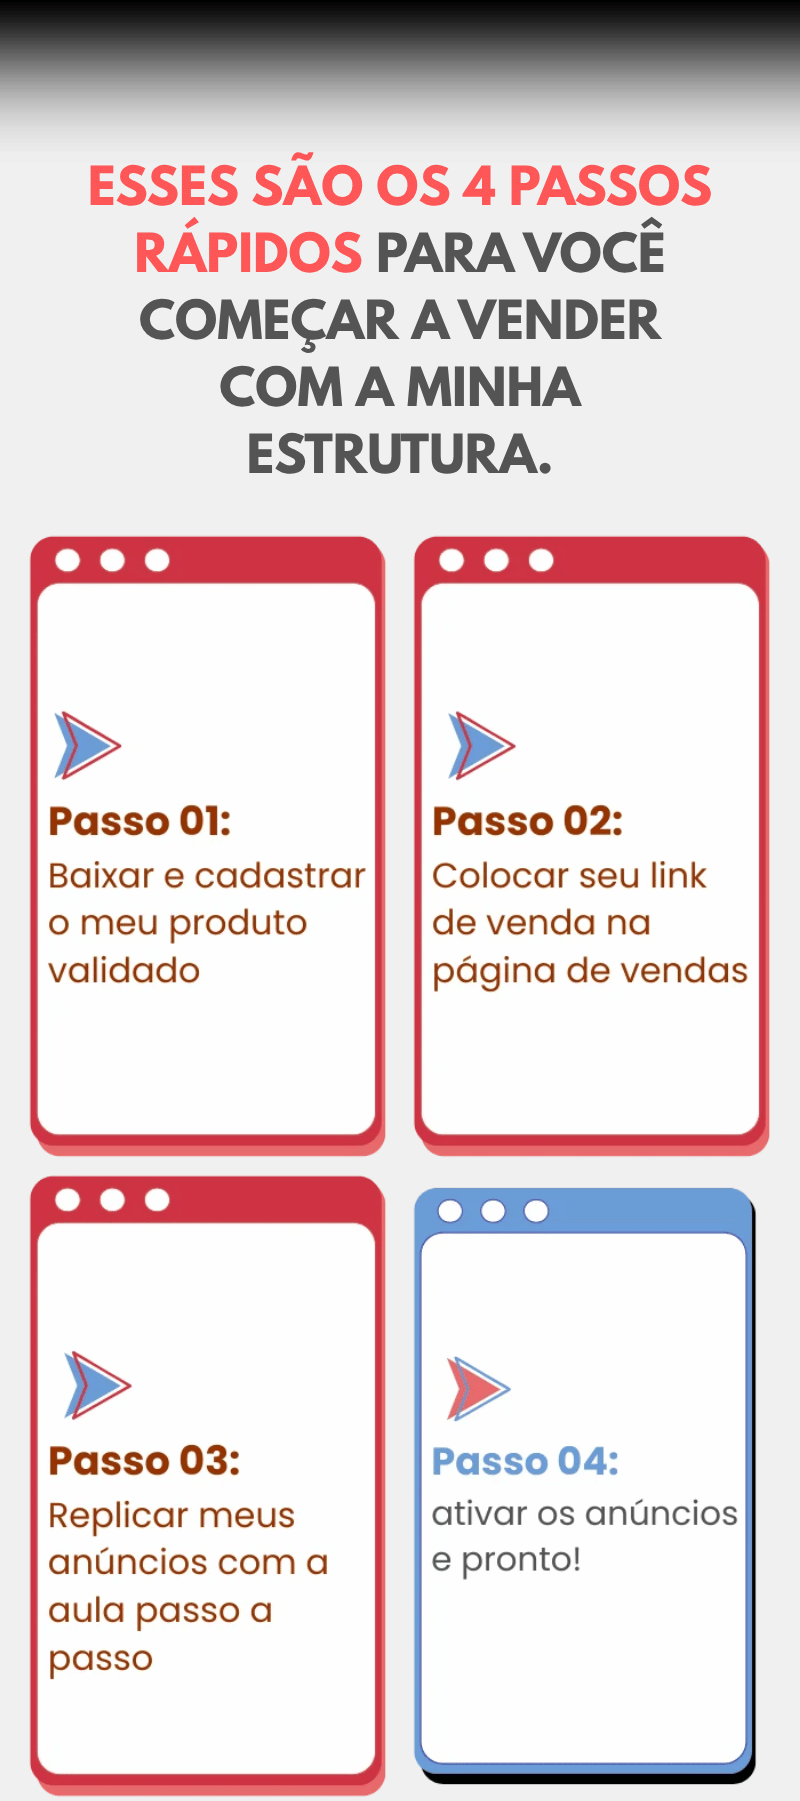 ESSES SÃO OS 4 PASSOS
RÁPIDOS PARA VOCÊ
COMEÇAR A VENDER
COM A MINHA
ESTRUTURA.
Passo 01:
Baixar e cadastrar
o meu produto
validado
Passo 02:
Colocar seu link
de venda na
página de vendas
Passo 03:
Replicar meus
anúncios com a
aula passo a
passo
Passo 04:
ativar os anúncios
e pronto!